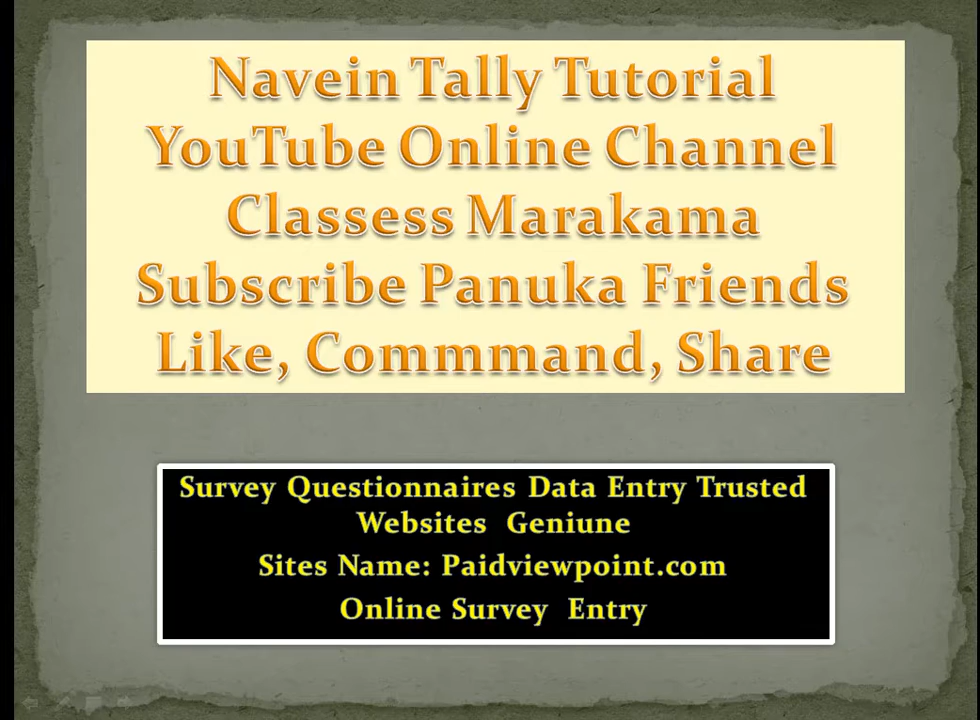 Navein Tally Tutorial
YouTube Online Channel
Classess Marakama
Subscribe Panuka Friends
Like, Commmand, Share
Survey Questionnaires Data Entry Trusted
Websites Geniune
Sites Name: Paidviewpoint.com
Online Survey Entry